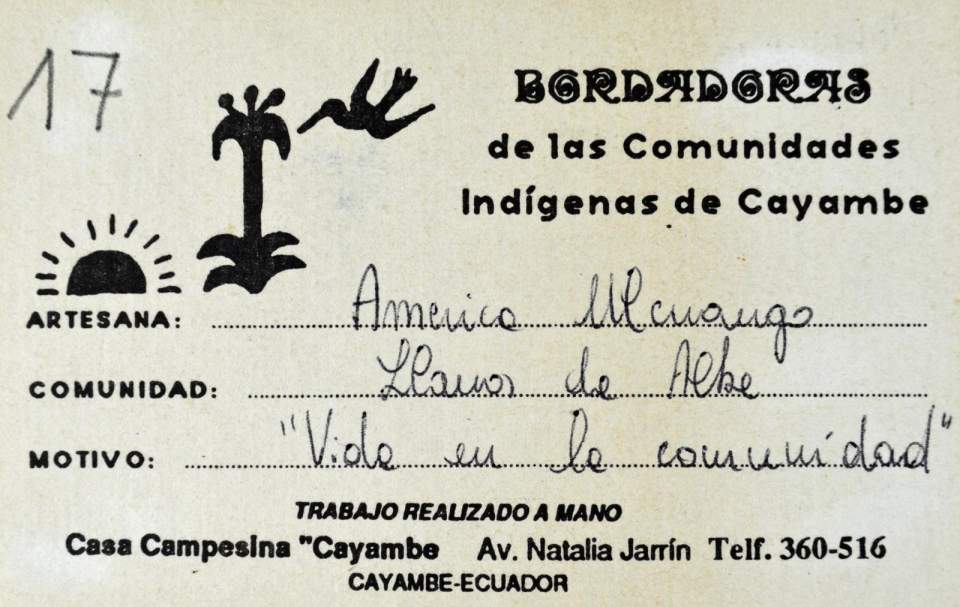 17
BORDADORAS
de las Comunidades
Indígenas de Cayambe
ARTESANA: America Ulcuango
COMUNIDAD: Llanos de Albe
MOTIVO: "Vida en la comunidad"
TRABAJO REALIZADO A MANO
Casa Campesina "Cayambe Av. Natalia Jarrín Telf. 360-516
CAYAMBE-ECUADOR